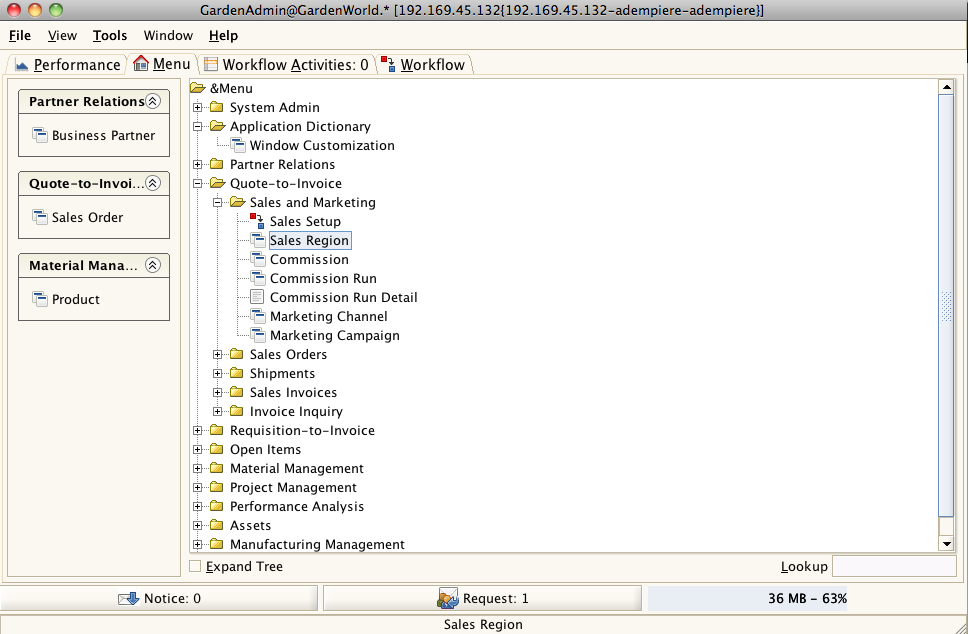 GardenAdmin@GardenWorld.* [192.169.45.132{192.169.45.132-adempiere-adempiere}]
File View Tools Window Help
Performance Menu Workflow Activities: 0 Workflow
Partner Relations
Business Partner
Quote-to-Invoi...
Sales Order
Material Mana...
Product
&Menu
System Admin
Application Dictionary
Window Customization
Partner Relations
Quote-to-Invoice
Sales and Marketing
Sales Setup
Sales Region
Commission
Commission Run
Commission Run Detail
Marketing Channel
Marketing Campaign
Sales Orders
Shipments
Sales Invoices
Invoice Inquiry
Requisition-to-Invoice
Open Items
Material Management
Project Management
Performance Analysis
Assets
Manufacturing Management
Expand Tree Lookup
Notice: 0 Request: 1 36 MB - 63%
Sales Region